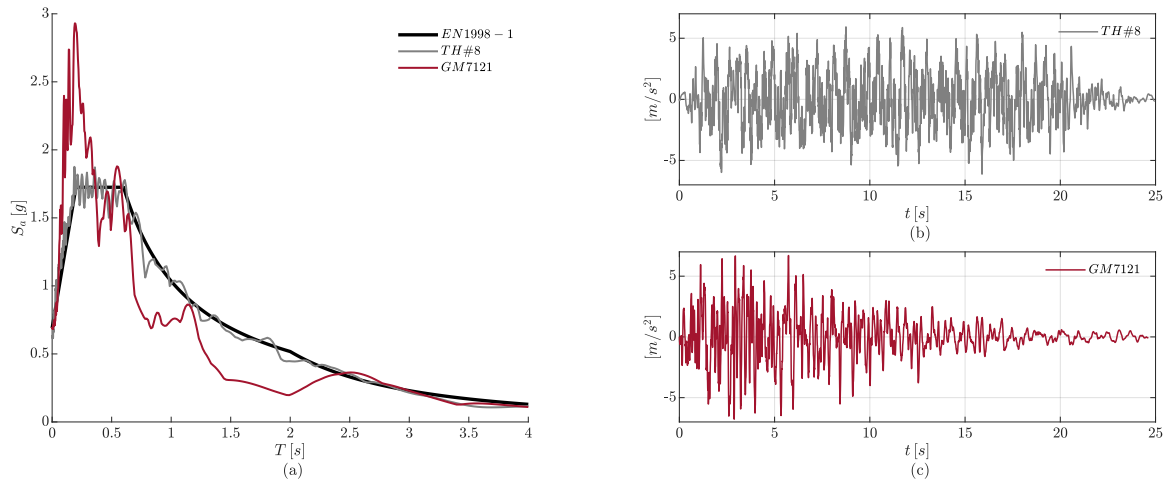 3
2.5
2
1.5
1
0.5
0
S_a [g]
EN1998 − 1
TH#8
GM7121
0 0.5 1 1.5 2 2.5 3 3.5 4
T [s]
(a)
5
0
-5
[m/s²]
TH#8
0 5 10 15 20 25
t [s]
(b)
5
0
-5
[m/s²]
GM7121
0 5 10 15 20 25
t [s]
(c)